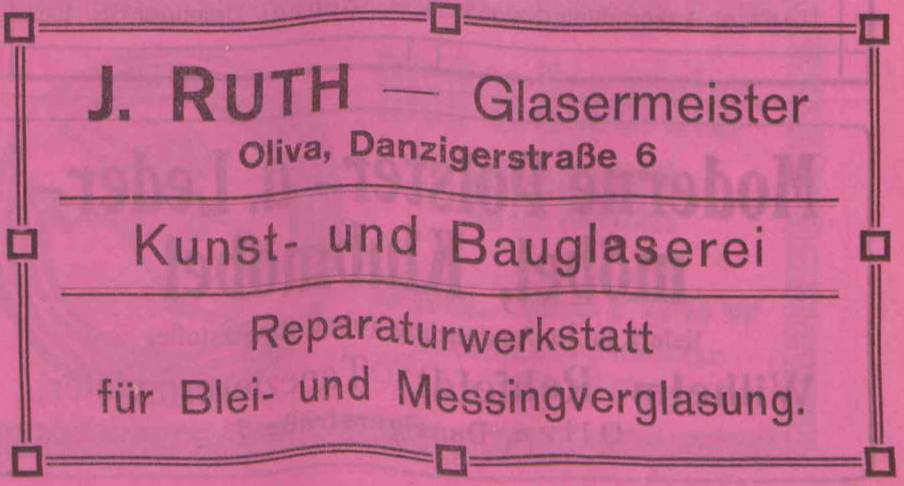 J. RUTH — Glasermeister
Oliva, Danzigerstraße 6
Kunst- und Bauglaserei
Reparaturwerkstatt
für Blei- und Messingverglasung.